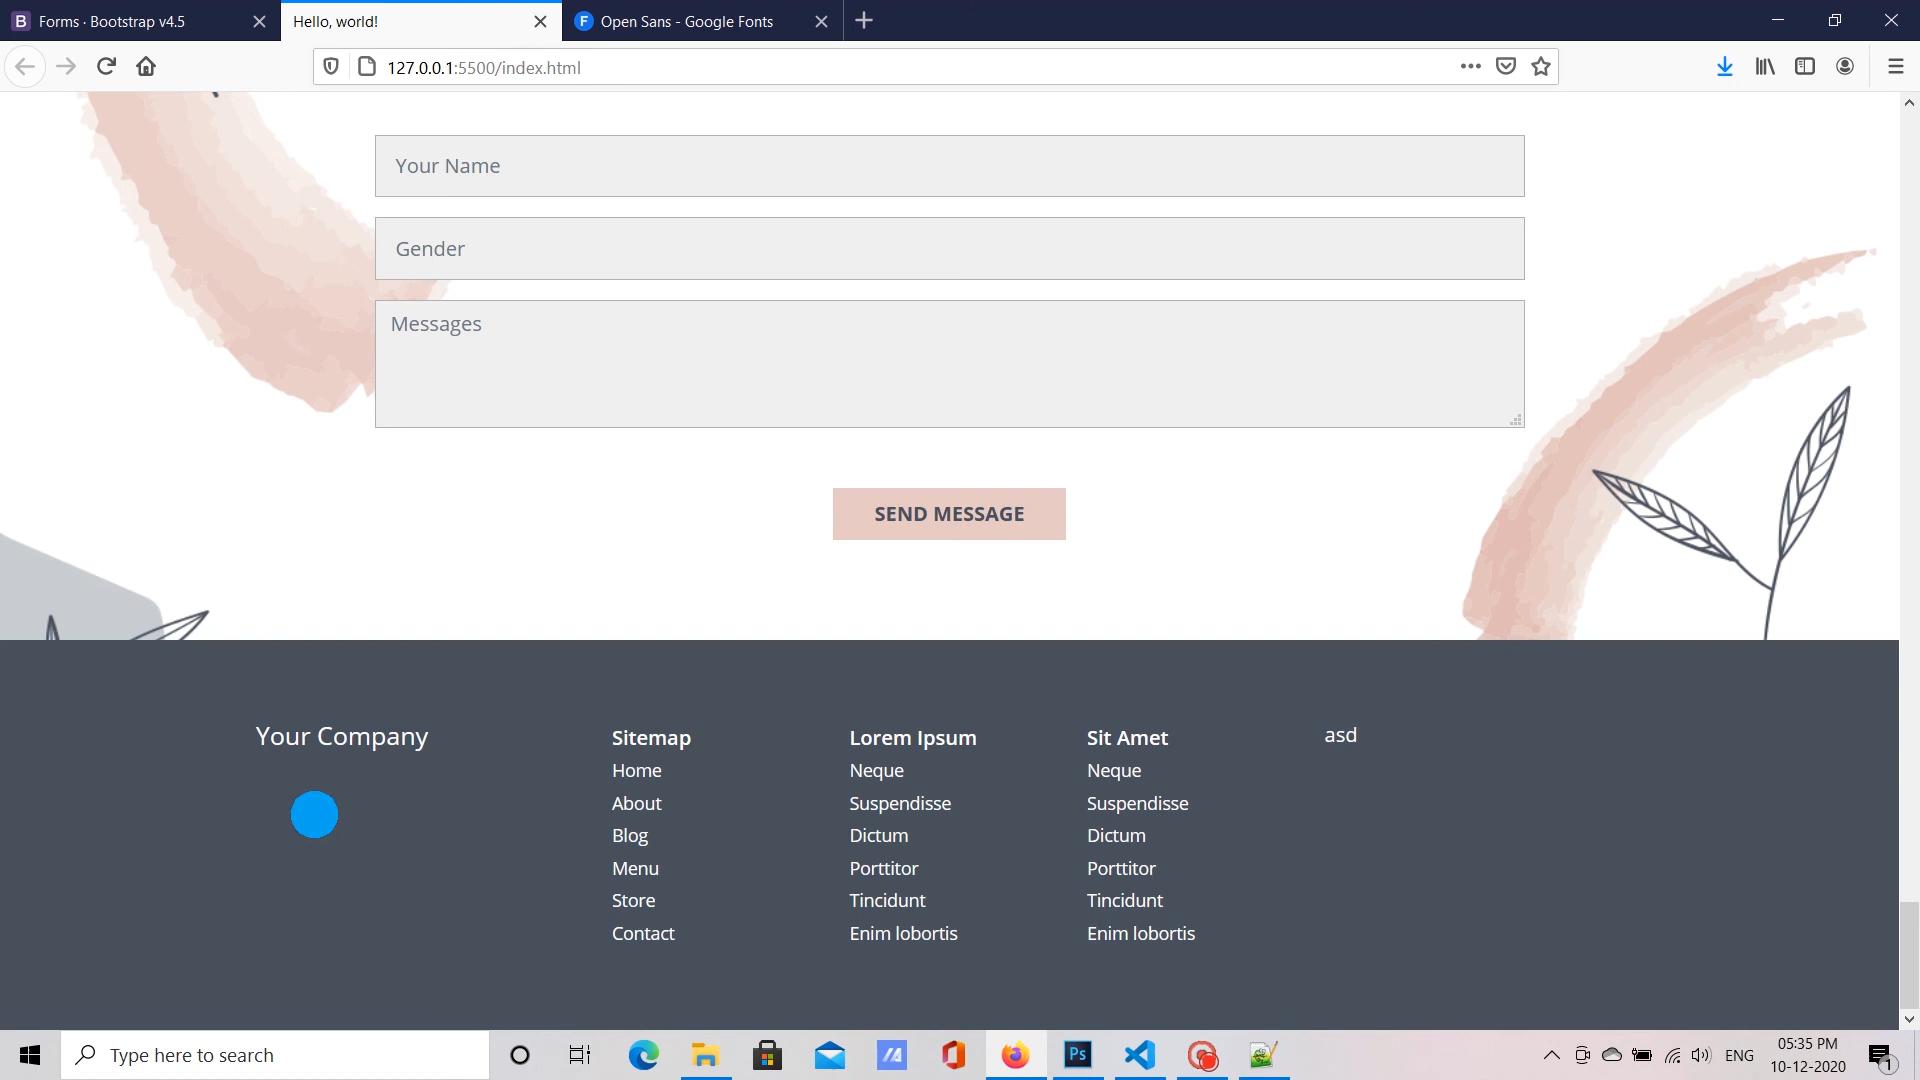 B Forms · Bootstrap v4.5
Hello, world!
F Open Sans - Google Fonts
127.0.0.1:5500/index.html
Your Name
Gender
Messages
SEND MESSAGE
Your Company
Sitemap
Home
About
Blog
Menu
Store
Contact
Lorem Ipsum
Neque
Suspendisse
Dictum
Porttitor
Tincidunt
Enim lobortis
Sit Amet
Neque
Suspendisse
Dictum
Porttitor
Tincidunt
Enim lobortis
asd
Type here to search
Ps
ENG
05:35 PM
10-12-2020
1